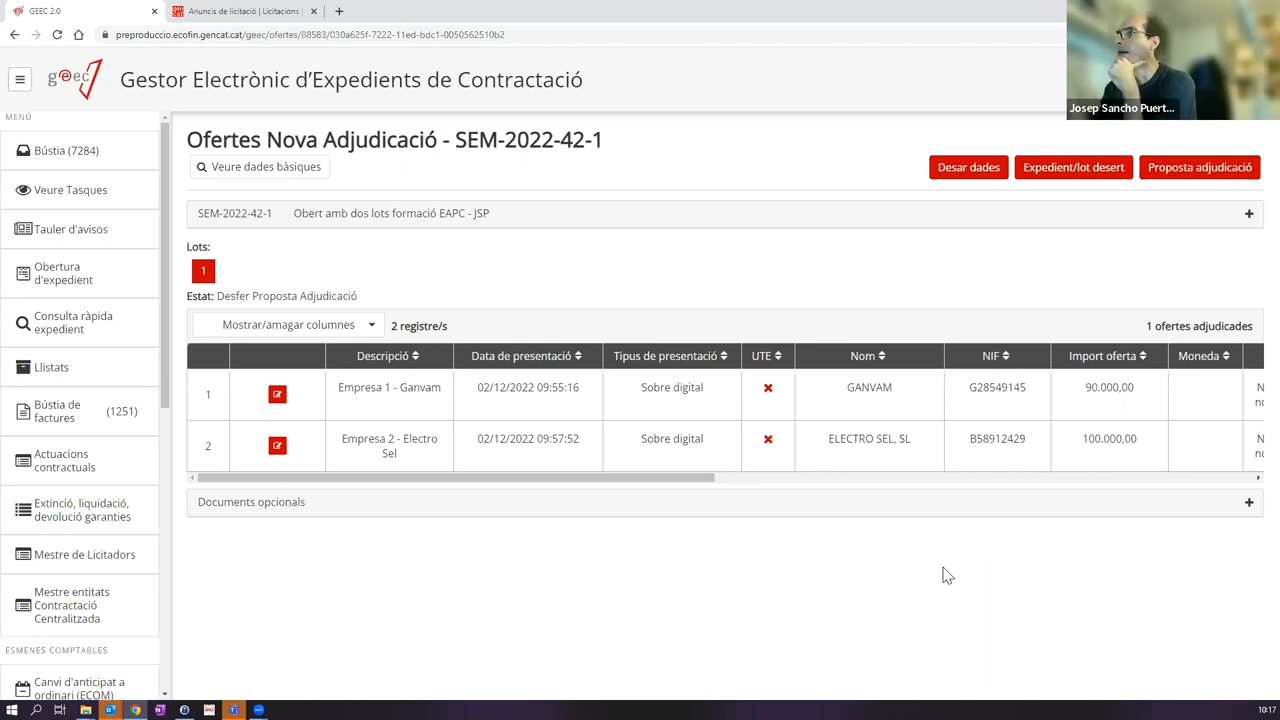 GEEC 2.0
Anuncis de licitació | Licitacions
preproduccio.ecofin.gencat.cat/geec/ofertes/88583/030a625f-7222-11ed-bdc1-0050562510b2
geec
Gestor Electrònic d'Expedients de Contractació
Josep Sancho Puert...
MENÚ
Bústia (7284)
Veure Tasques
Tauler d'avisos
Obertura
d'expedient
Consulta ràpida
expedient
Llistats
Bústia de
factures
(1251)
Actuacions
contractuals
Extinció, liquidació,
devolució garanties
Mestre de Licitadors
Mestre entitats
Contractació
Centralitzada
ESMENES COMPTABLES
Canvi d'anticipat a
ordinari (ECOM)
Ofertes Nova Adjudicació - SEM-2022-42-1
Veure dades bàsiques
Desar dades
Expedient/lot desert
Proposta adjudicació
SEM-2022-42-1 Obert amb dos lots formació EAPC - JSP
Lots:
1
Estat: Desfer Proposta Adjudicació
Mostrar/amagar columnes 2 registre/s 1 ofertes adjudicades
Descripció Data de presentació Tipus de presentació UTE Nom NIF Import oferta Moneda
1 Empresa 1 - Ganvam 02/12/2022 09:55:16 Sobre digital GANVAM G28549145 90.000,00
2 Empresa 2 - Electro Sel 02/12/2022 09:57:52 Sobre digital ELECTRO SEL, SL B58912429 100.000,00
Documents opcionals
10:17